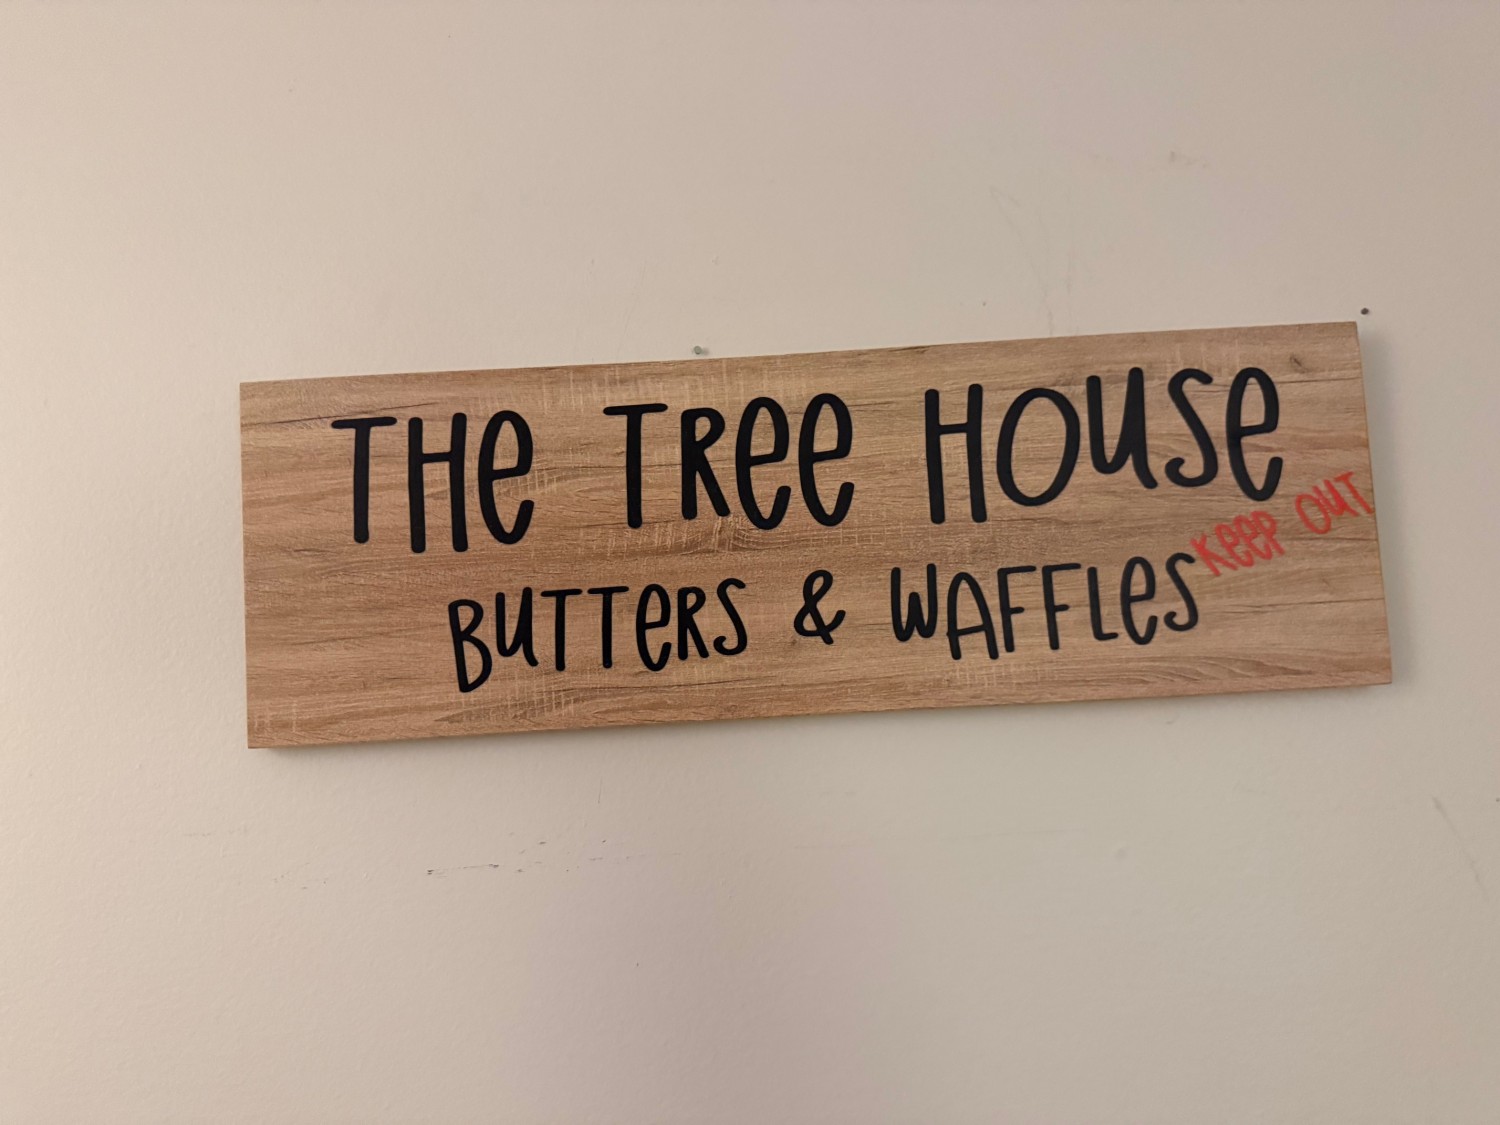 THE TREE HOUSE
KEEP OUT
BUTTERS & WAFFLES